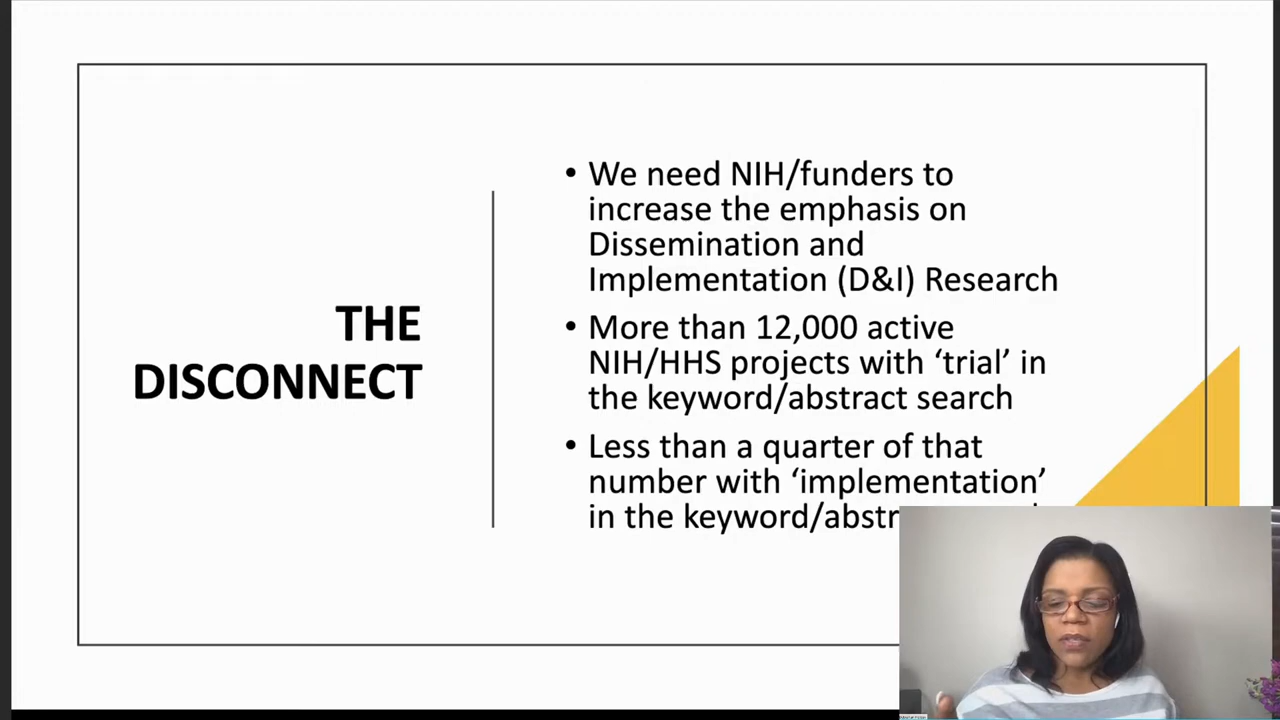 THE
DISCONNECT
• We need NIH/funders to
increase the emphasis on
Dissemination and
Implementation (D&I) Research
• More than 12,000 active
NIH/HHS projects with ‘trial’ in
the keyword/abstract search
• Less than a quarter of that
number with ‘implementation’
in the keyword/abstr